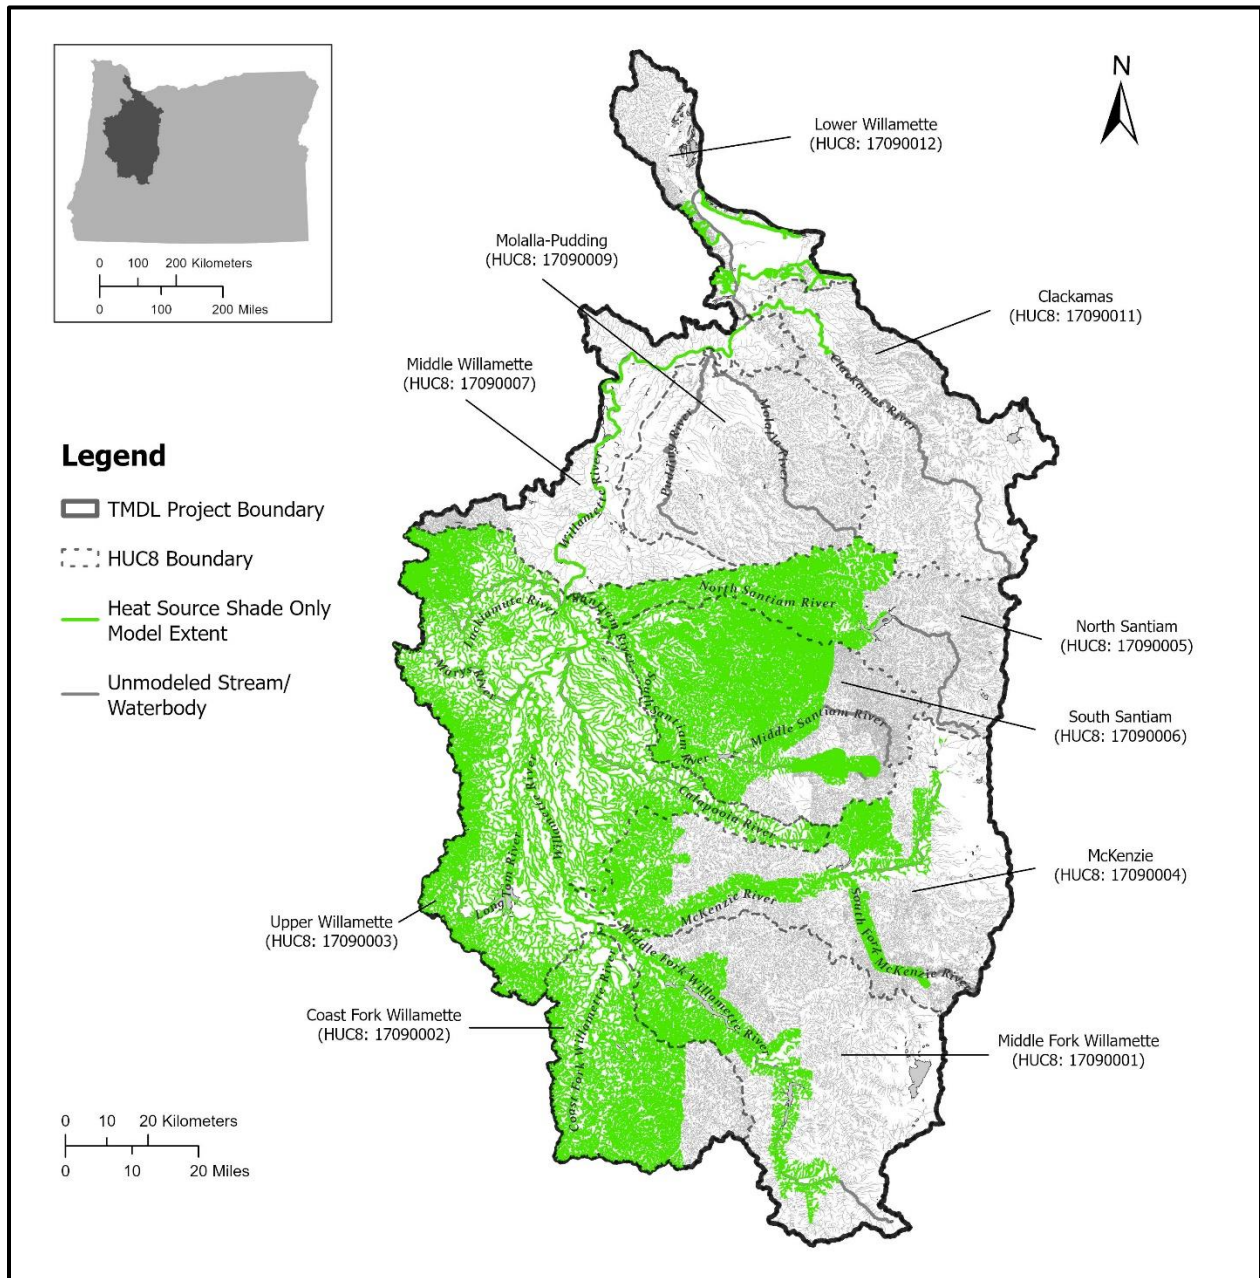 N
0 100 200 Kilometers
0 100 200 Miles
Lower Willamette
(HUC8: 17090012)
Molalla-Pudding
(HUC8: 17090009)
Clackamas
(HUC8: 17090011)
Middle Willamette
(HUC8: 17090007)
Clackamas River
Molalla River
Pudding River
Willamette River
Legend
TMDL Project Boundary
HUC8 Boundary
Heat Source Shade Only
Model Extent
Unmodeled Stream/
Waterbody
North Santiam River
Santiam River
Luckiamute River
North Santiam
(HUC8: 17090005)
Marys River
South Santiam River
Middle Santiam River
South Santiam
(HUC8: 17090006)
Calapooia River
Willamette River
Long Tom River
McKenzie
(HUC8: 17090004)
McKenzie River
South Fork McKenzie River
Upper Willamette
(HUC8: 17090003)
Middle Fork Willamette River
Coast Fork Willamette River
Coast Fork Willamette
(HUC8: 17090002)
Middle Fork Willamette
(HUC8: 17090001)
0 10 20 Kilometers
0 10 20 Miles